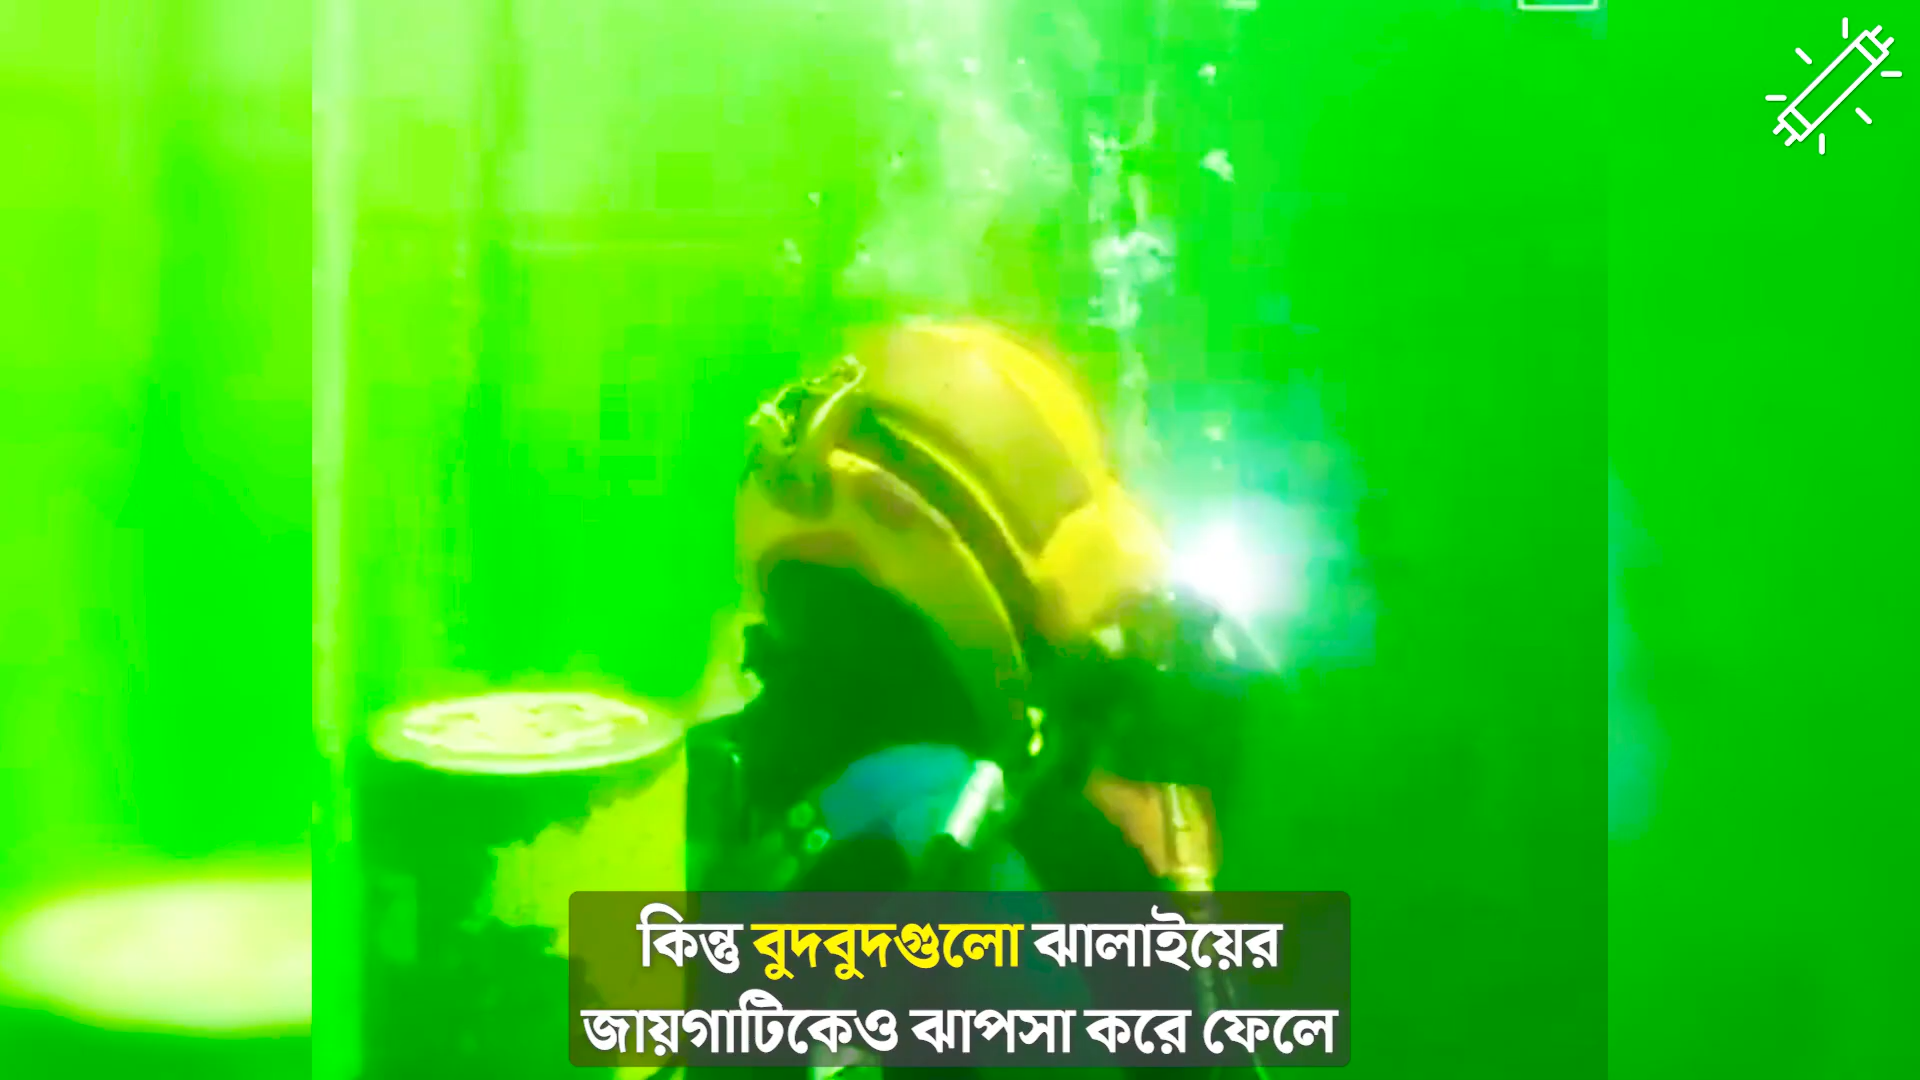 কিন্তু বুদবুদগুলো ঝালাইয়ের
জায়গাটিকেও ঝাপসা করে ফেলে